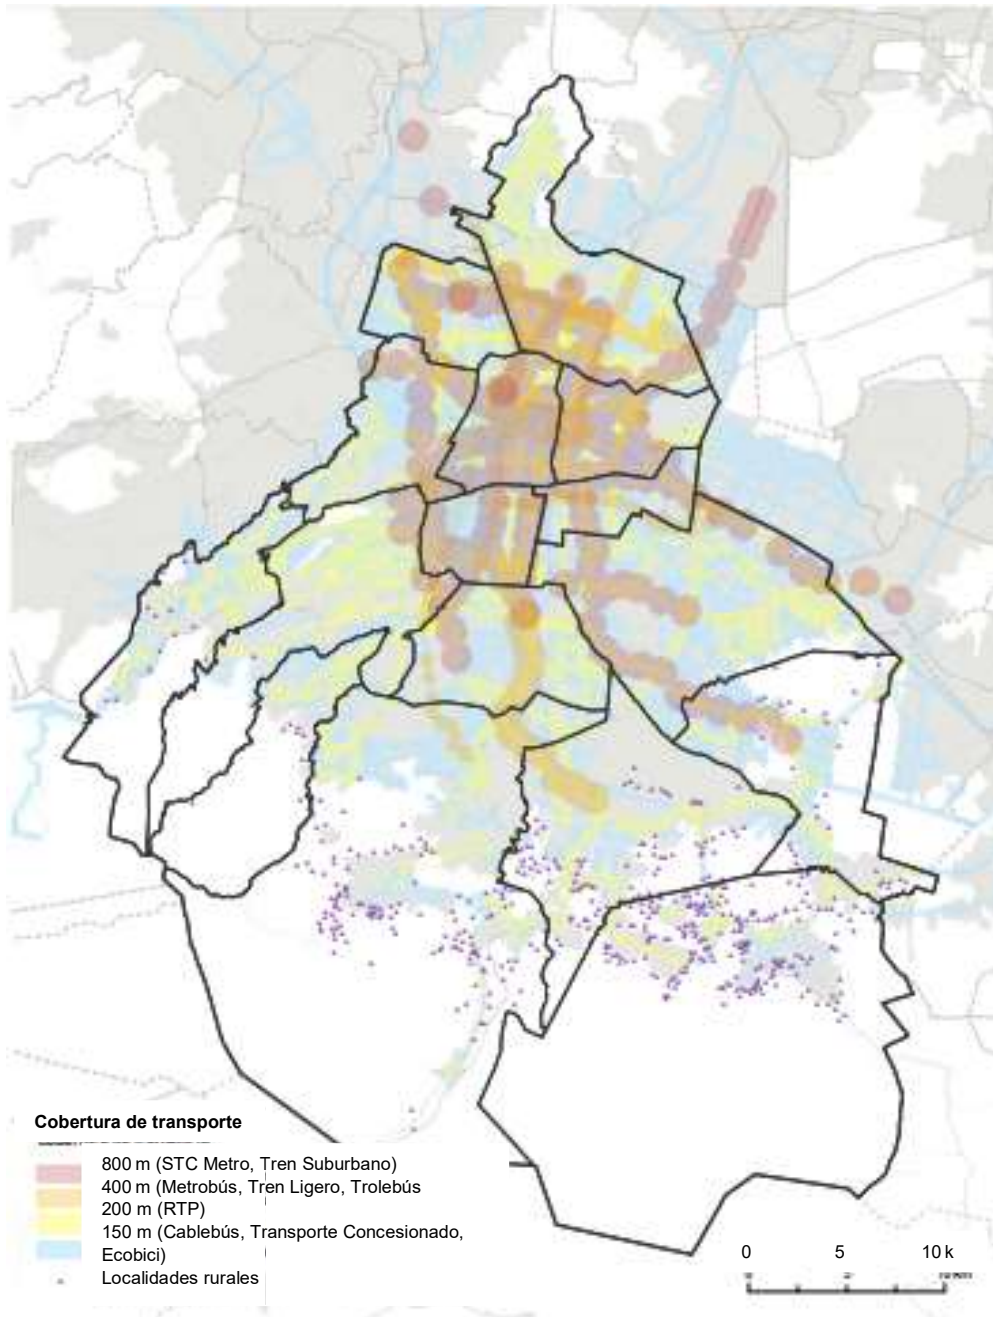 Cobertura de transporte
800 m (STC Metro, Tren Suburbano)
400 m (Metrobús, Tren Ligero, Trolebús
200 m (RTP)
150 m (Cablebús, Transporte Concesionado,
Ecobici)
Localidades rurales
0 5 10 k